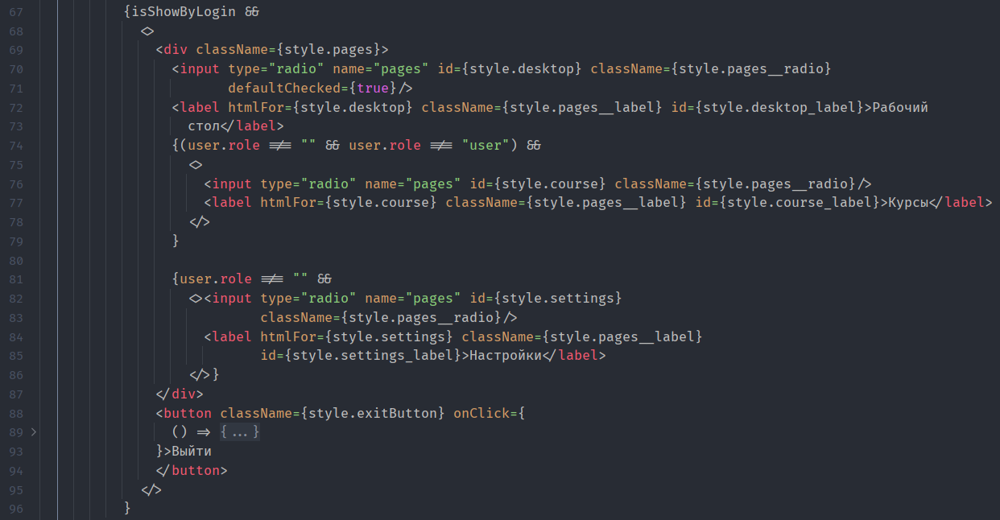 67 {isShowByLogin &&
68 <>
69 <div className={style.pages}>
70 <input type="radio" name="pages" id={style.desktop} className={style.pages__radio}
71 defaultChecked={true}/>
72 <label htmlFor={style.desktop} className={style.pages__label} id={style.desktop_label}>Рабочий
73 стол</label>
74 {(user.role !== "" && user.role !== "user") &&
75 <>
76 <input type="radio" name="pages" id={style.course} className={style.pages__radio}/>
77 <label htmlFor={style.course} className={style.pages__label} id={style.course_label}>Курсы</label>
78 </>
79 }
80
81 {user.role !== "" &&
82 <><input type="radio" name="pages" id={style.settings}
83 className={style.pages__radio}/>
84 <label htmlFor={style.settings} className={style.pages__label}
85 id={style.settings_label}>Настройки</label>
86 </>}
87 </div>
88 <button className={style.exitButton} onClick={
89 () => {...}
93 }>Выйти
94 </button>
95 </>
96 }